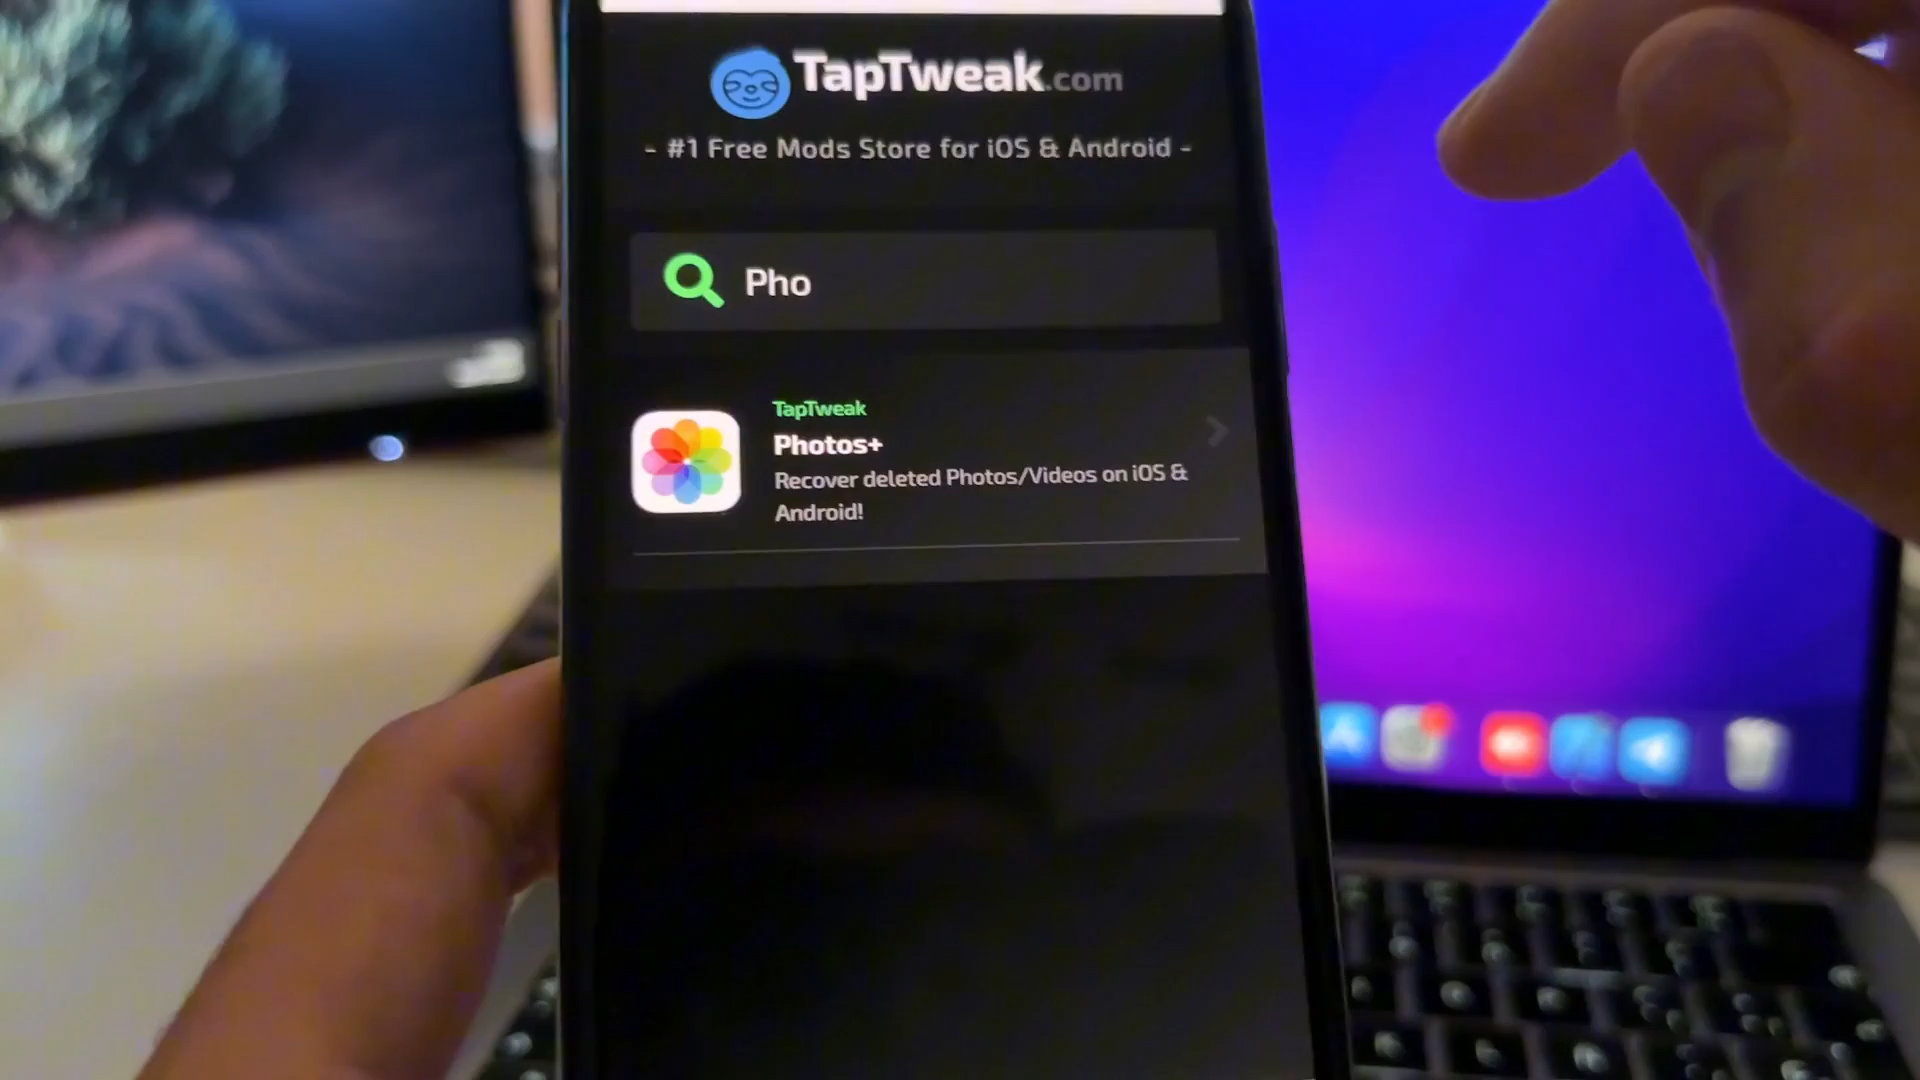 TapTweak.com
- #1 Free Mods Store for iOS & Android -
Pho
TapTweak
Photos+
Recover deleted Photos/Videos on iOS &
Android!